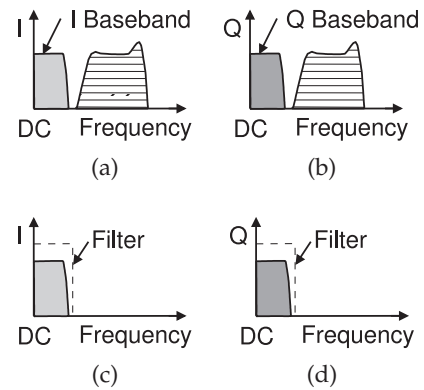 I
I Baseband
DC
Frequency
(a)
Q
Q Baseband
DC
Frequency
(b)
I
Filter
DC
Frequency
(c)
Q
Filter
DC
Frequency
(d)